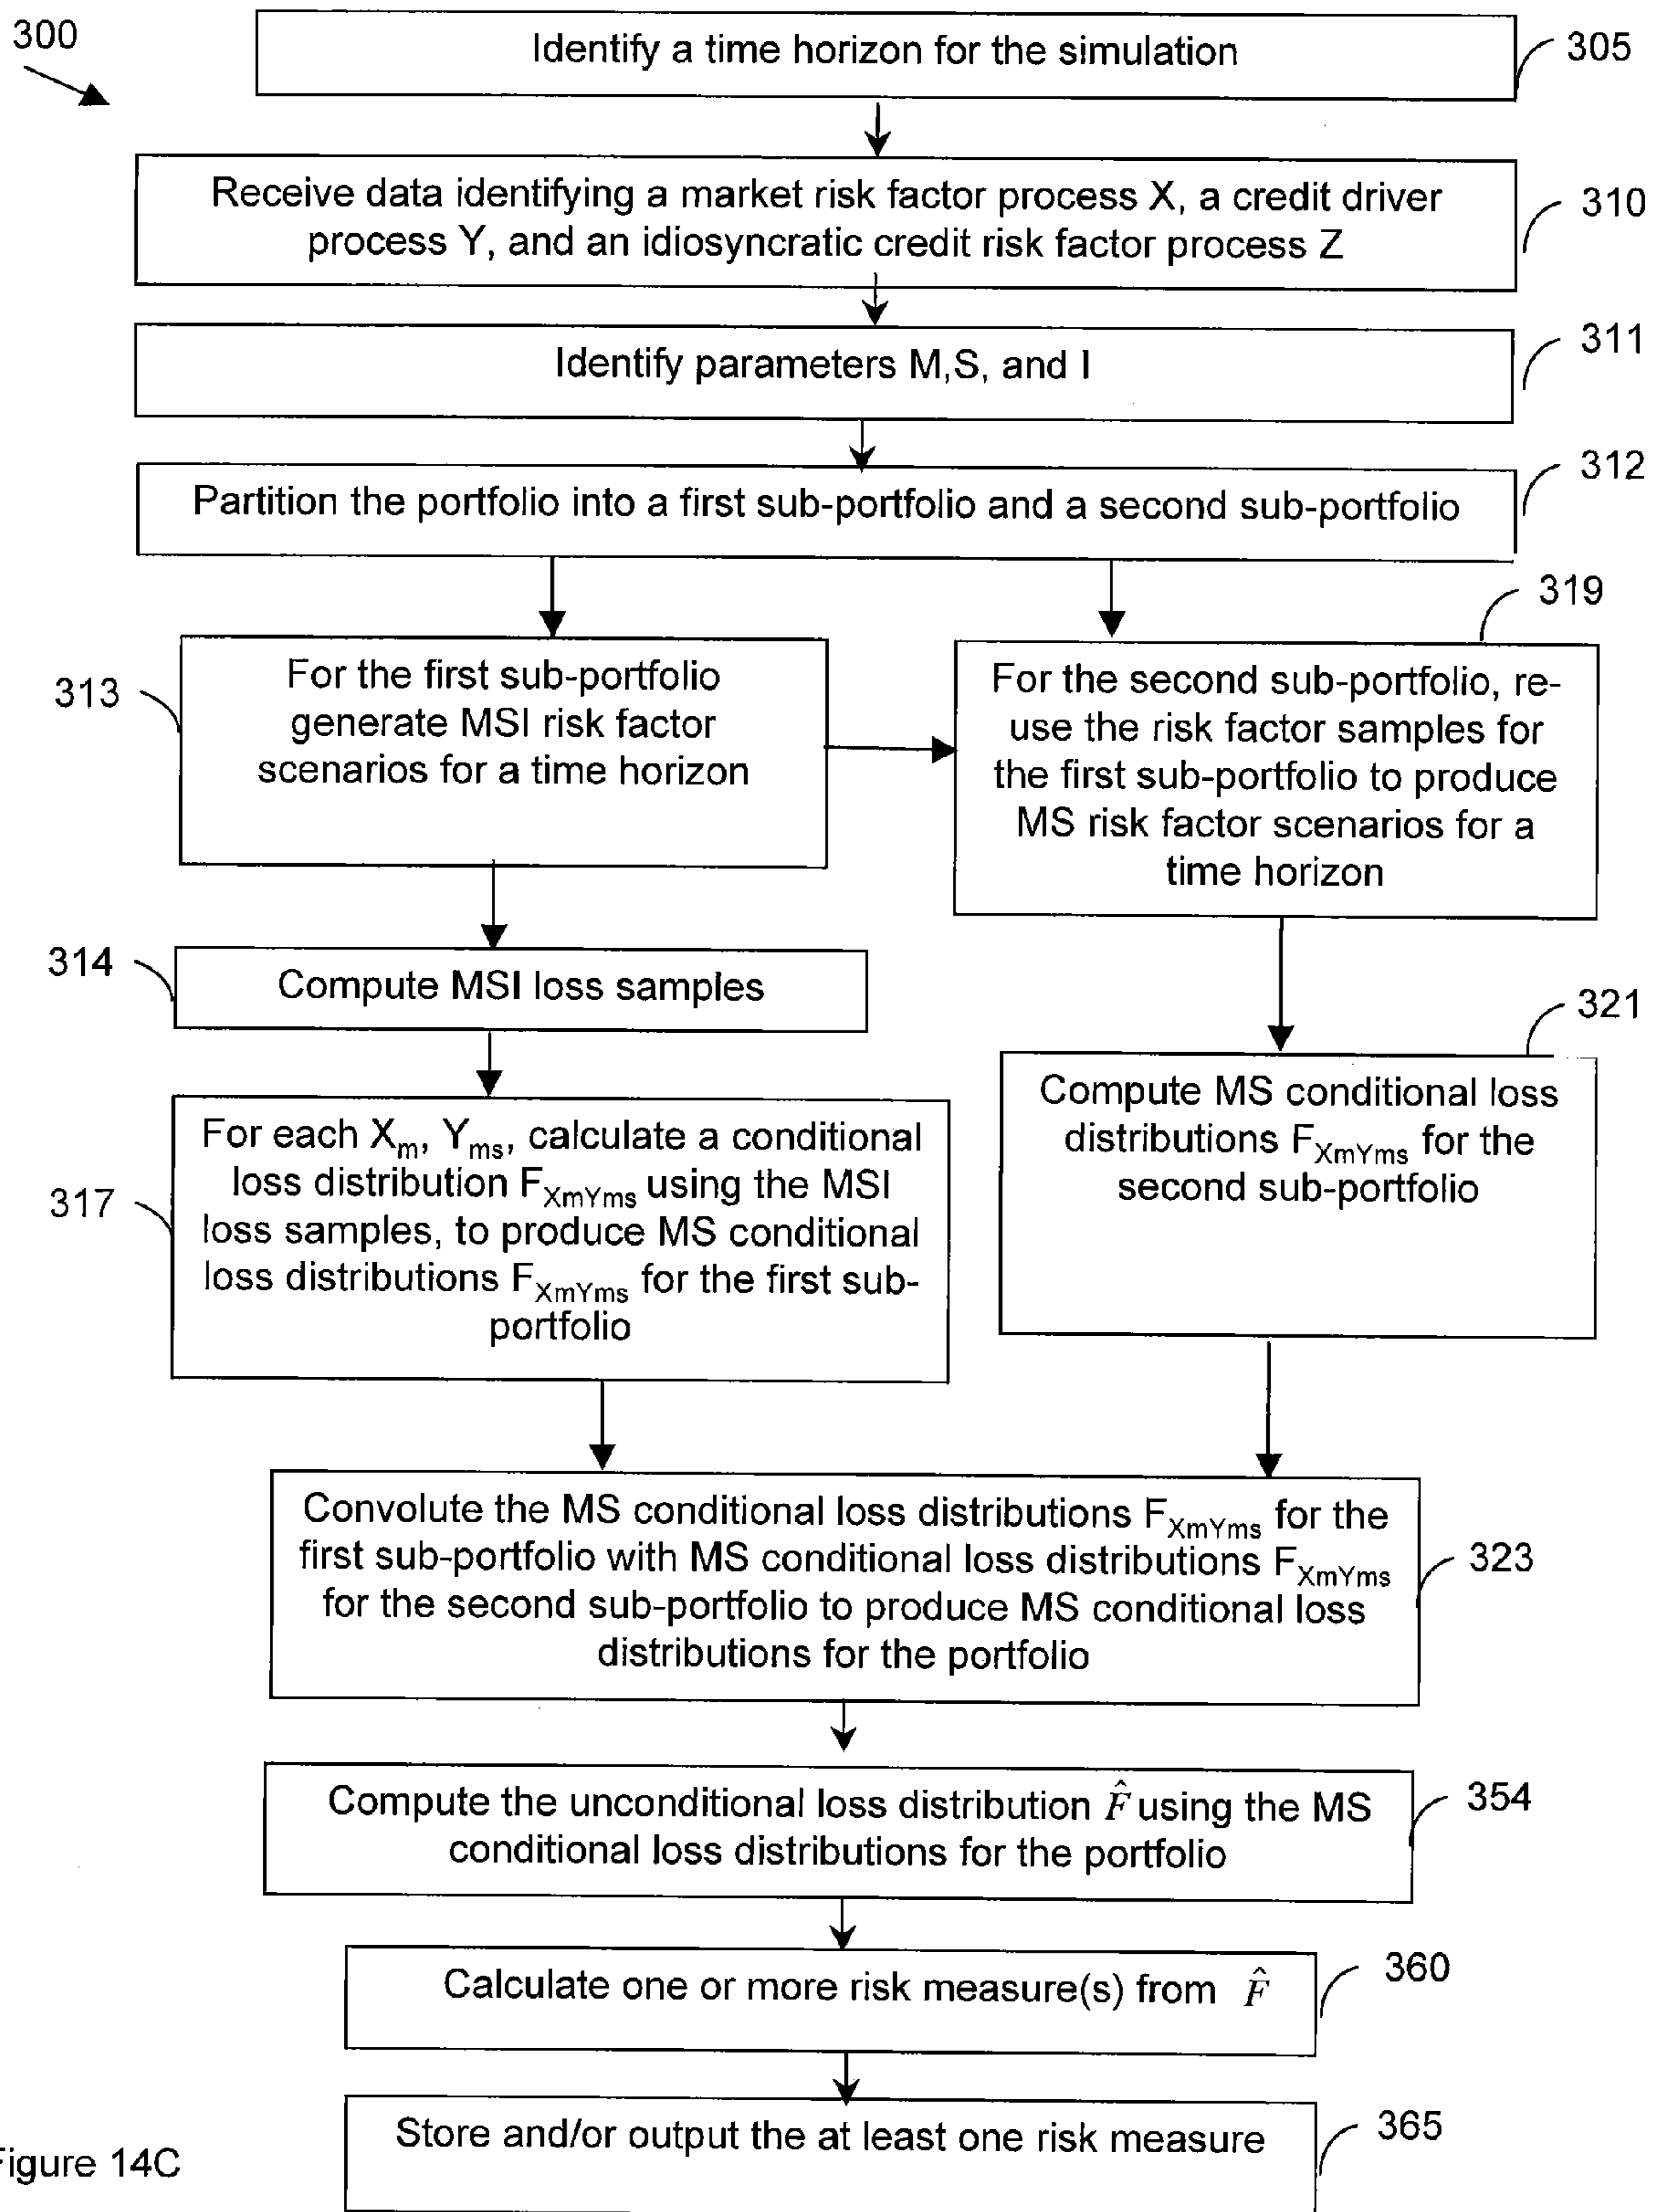 300
Identify a time horizon for the simulation
305
Receive data identifying a market risk factor process X, a credit driver
process Y, and an idiosyncratic credit risk factor process Z
310
Identify parameters M,S, and I
311
Partition the portfolio into a first sub-portfolio and a second sub-portfolio
312
313
For the first sub-portfolio
generate MSI risk factor
scenarios for a time horizon
319
For the second sub-portfolio, re-
use the risk factor samples for
the first sub-portfolio to produce
MS risk factor scenarios for a
time horizon
314
Compute MSI loss samples
317
For each Xm, Yms, calculate a conditional
loss distribution FXmYms using the MSI
loss samples, to produce MS conditional
loss distributions FXmYms for the first sub-
portfolio
321
Compute MS conditional loss
distributions FXmYms for the
second sub-portfolio
Convolute the MS conditional loss distributions FXmYms for the
first sub-portfolio with MS conditional loss distributions FXmYms
for the second sub-portfolio to produce MS conditional loss
distributions for the portfolio
323
Compute the unconditional loss distribution F̂ using the MS
conditional loss distributions for the portfolio
354
Calculate one or more risk measure(s) from F̂
360
Store and/or output the at least one risk measure
365
Figure 14C